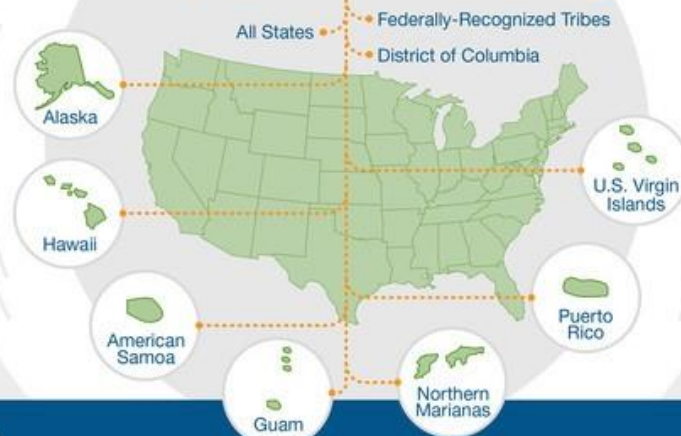 Federally-Recognized Tribes
All States
District of Columbia
Alaska
U.S. Virgin
Islands
Hawaii
Puerto
Rico
American
Samoa
Northern
Marianas
Guam